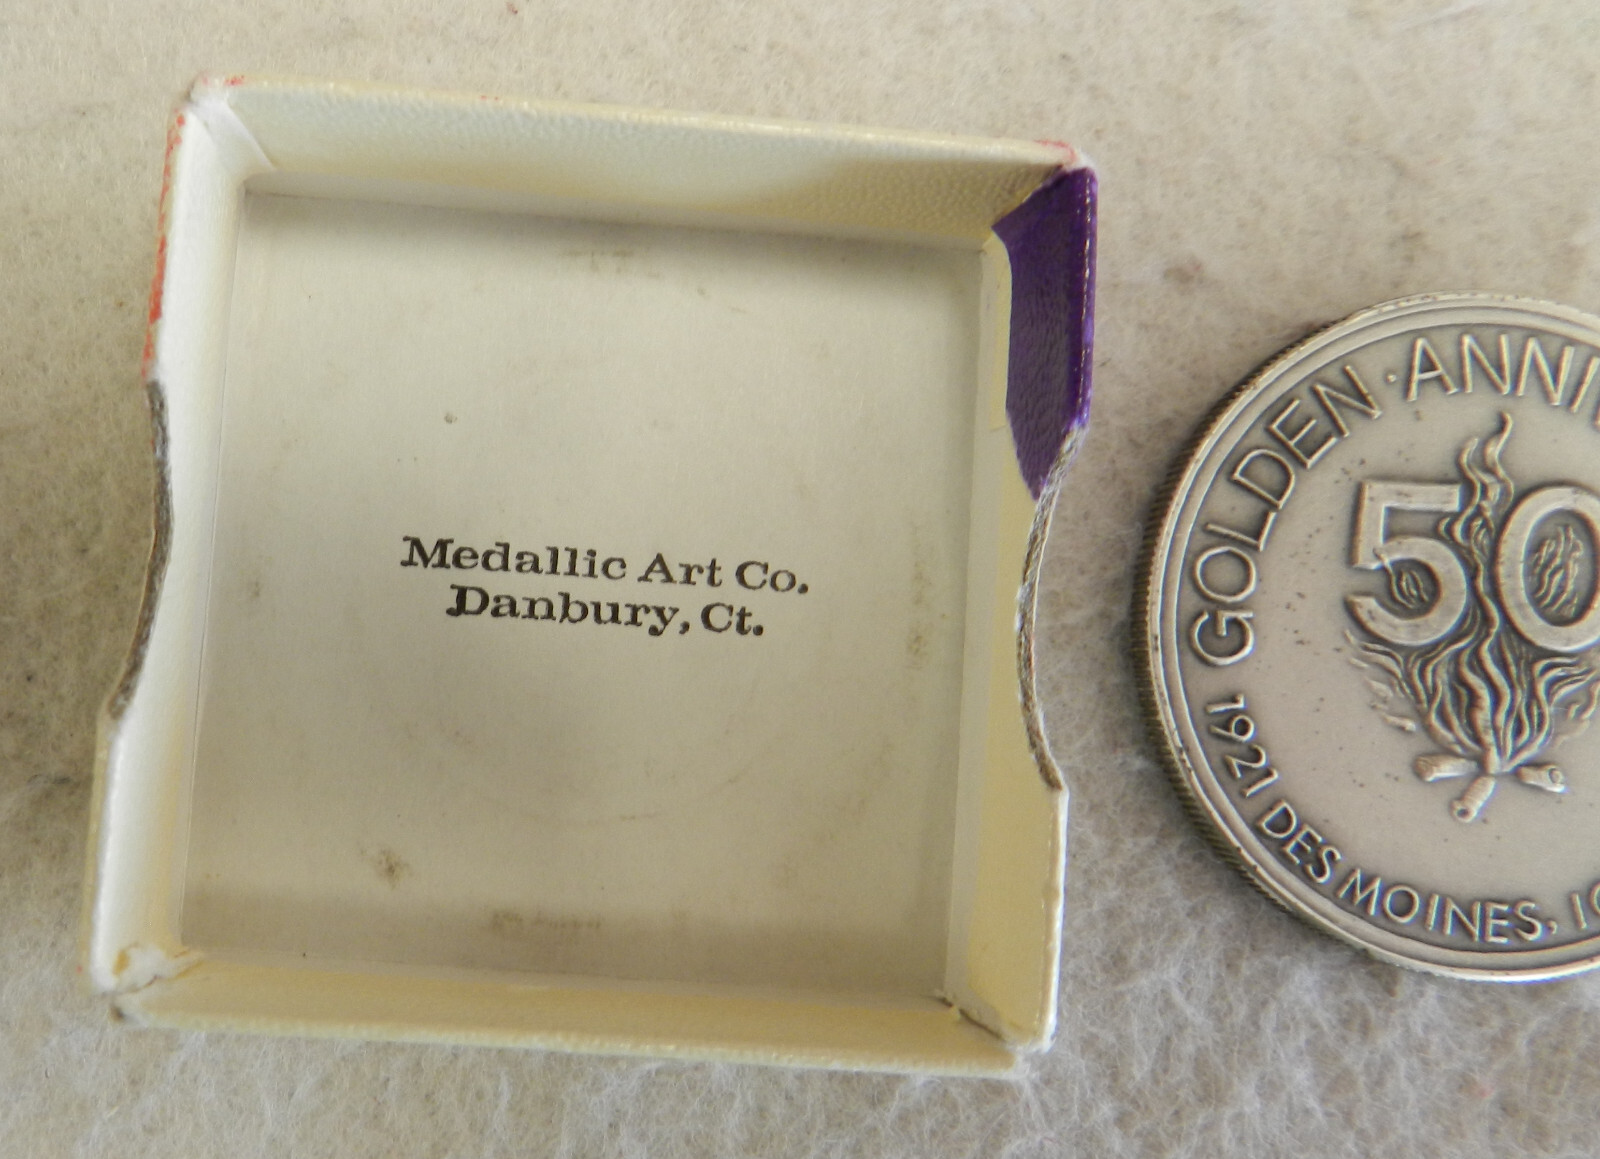 Medallic Art Co.
Danbury, Ct.
GOLDEN · ANNI
50
1921 DES MOINES,